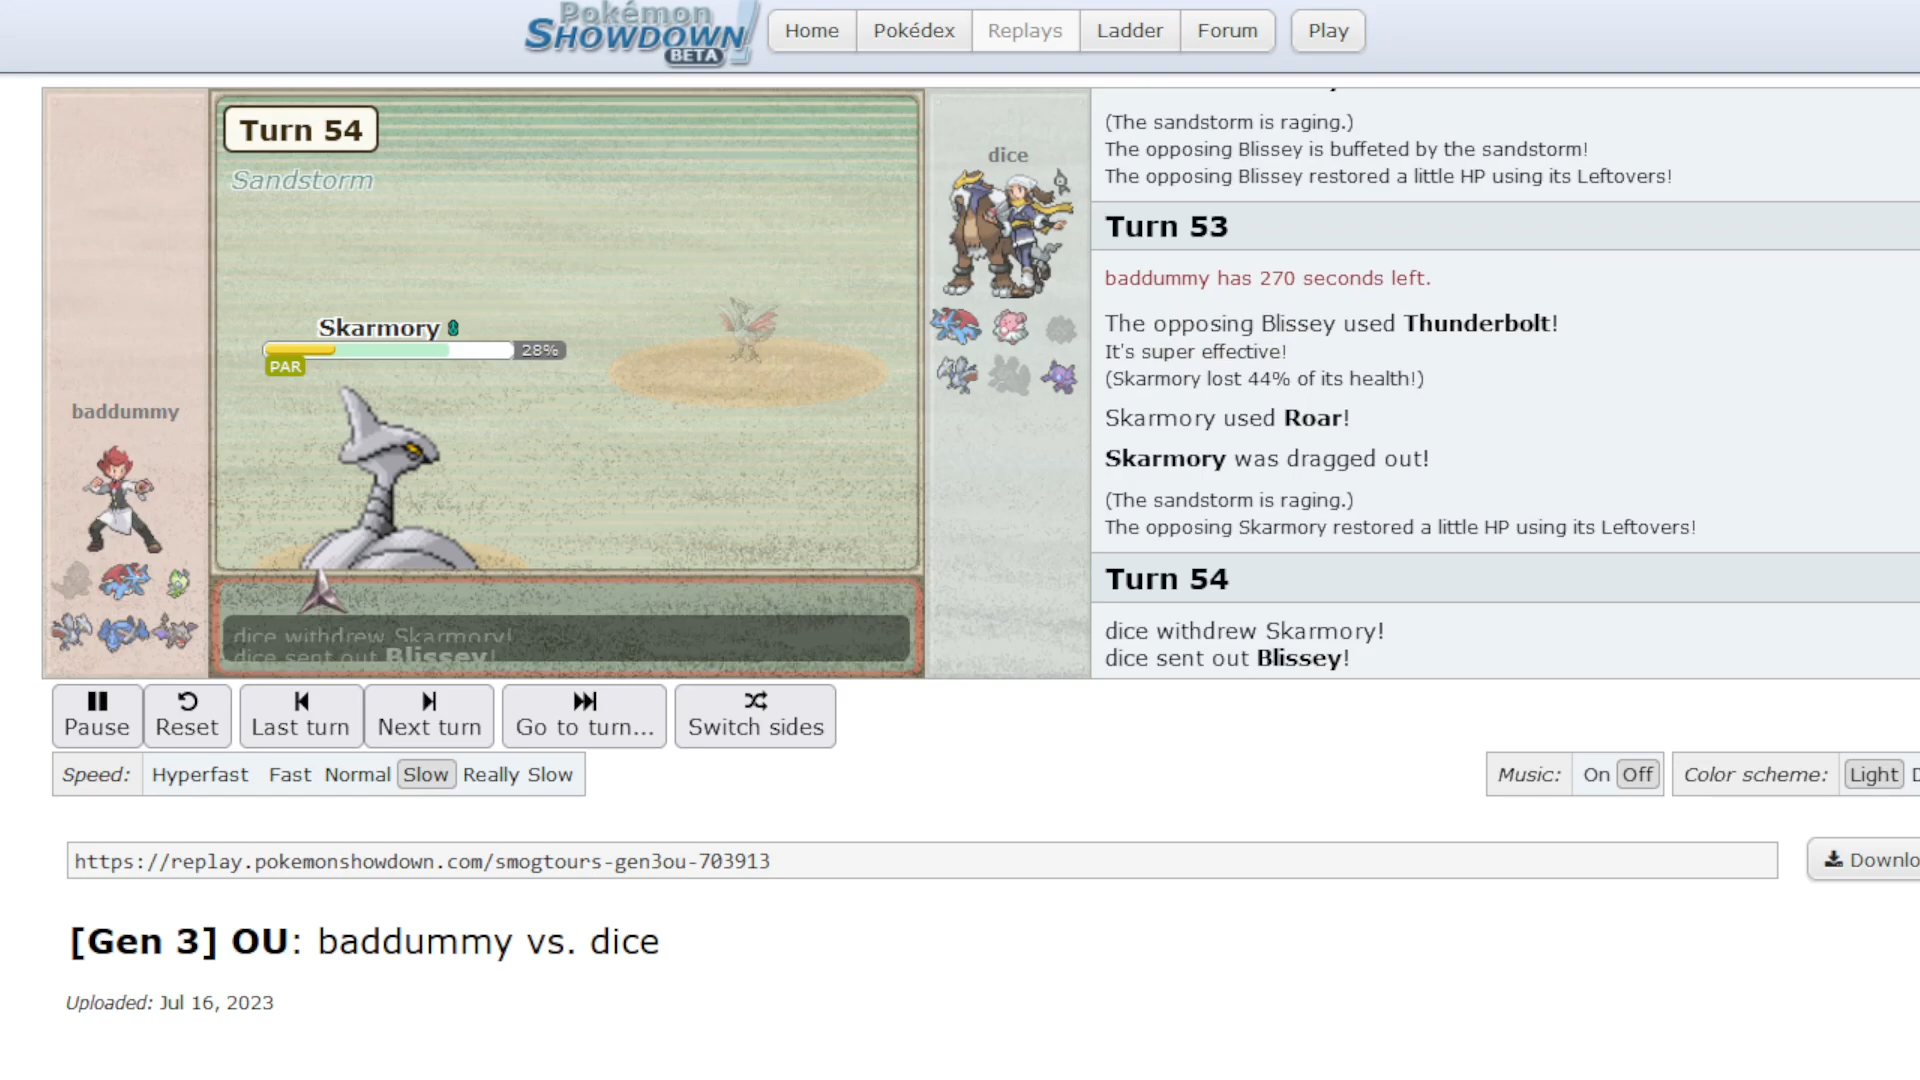 Pokémon
SHOWDOWN!
BETA
Home
Pokédex
Replays
Ladder
Forum
Play
Turn 54
Sandstorm
Skarmory
28%
PAR
baddummy
dice
dice withdrew Skarmory!
dice sent out Blissey!
(The sandstorm is raging.)
The opposing Blissey is buffeted by the sandstorm!
The opposing Blissey restored a little HP using its Leftovers!
Turn 53
baddummy has 270 seconds left.
The opposing Blissey used Thunderbolt!
It's super effective!
(Skarmory lost 44% of its health!)
Skarmory used Roar!
Skarmory was dragged out!
(The sandstorm is raging.)
The opposing Skarmory restored a little HP using its Leftovers!
Turn 54
dice withdrew Skarmory!
dice sent out Blissey!
Pause
Reset
Last turn
Next turn
Go to turn...
Switch sides
Speed: Hyperfast Fast Normal Slow Really Slow
Music: On Off
Color scheme: Light D
https://replay.pokemonshowdown.com/smogtours-gen3ou-703913
Downlo
[Gen 3] OU: baddummy vs. dice
Uploaded: Jul 16, 2023